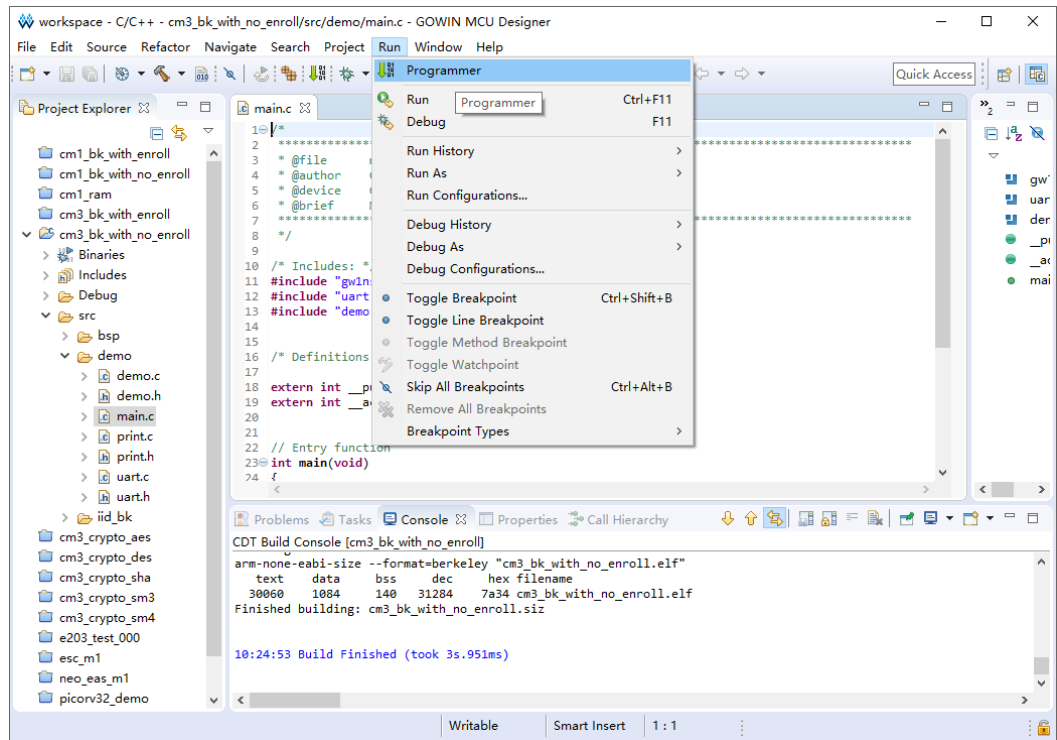 workspace - C/C++ - cm3_bk_with_no_enroll/src/demo/main.c - GOWIN MCU Designer
File Edit Source Refactor Navigate Search Project Run Window Help
Quick Access
Project Explorer
cm1_bk_with_enroll
cm1_bk_with_no_enroll
cm1_ram
cm3_bk_with_enroll
cm3_bk_with_no_enroll
Binaries
Includes
Debug
src
bsp
demo
demo.c
demo.h
main.c
print.c
print.h
uart.c
uart.h
iid_bk
cm3_crypto_aes
cm3_crypto_des
cm3_crypto_sha
cm3_crypto_sm3
cm3_crypto_sm4
e203_test_000
esc_m1
neo_eas_m1
picorv32_demo
main.c
1 /*
2
3 * @file
4 * @author
5 * @device
6 * @brief
7
8 */
9
10 /* Includes: *
11 #include "gw1n
12 #include "uart
13 #include "demo
14
15
16 /* Definitions
17
18 extern int __p
19 extern int __a
20
21
22 // Entry function
23 int main(void)
24 {
Programmer
Run Ctrl+F11
Programmer
Debug F11
Run History
Run As
Run Configurations...
Debug History
Debug As
Debug Configurations...
Toggle Breakpoint Ctrl+Shift+B
Toggle Line Breakpoint
Toggle Method Breakpoint
Toggle Watchpoint
Skip All Breakpoints Ctrl+Alt+B
Remove All Breakpoints
Breakpoint Types
2
gw
uar
der
__p
__a
mai
Problems Tasks Console Properties Call Hierarchy
CDT Build Console [cm3_bk_with_no_enroll]
arm-none-eabi-size --format=berkeley "cm3_bk_with_no_enroll.elf"
text data bss dec hex filename
30060 1084 140 31284 7a34 cm3_bk_with_no_enroll.elf
Finished building: cm3_bk_with_no_enroll.siz
10:24:53 Build Finished (took 3s.951ms)
Writable Smart Insert 1 : 1